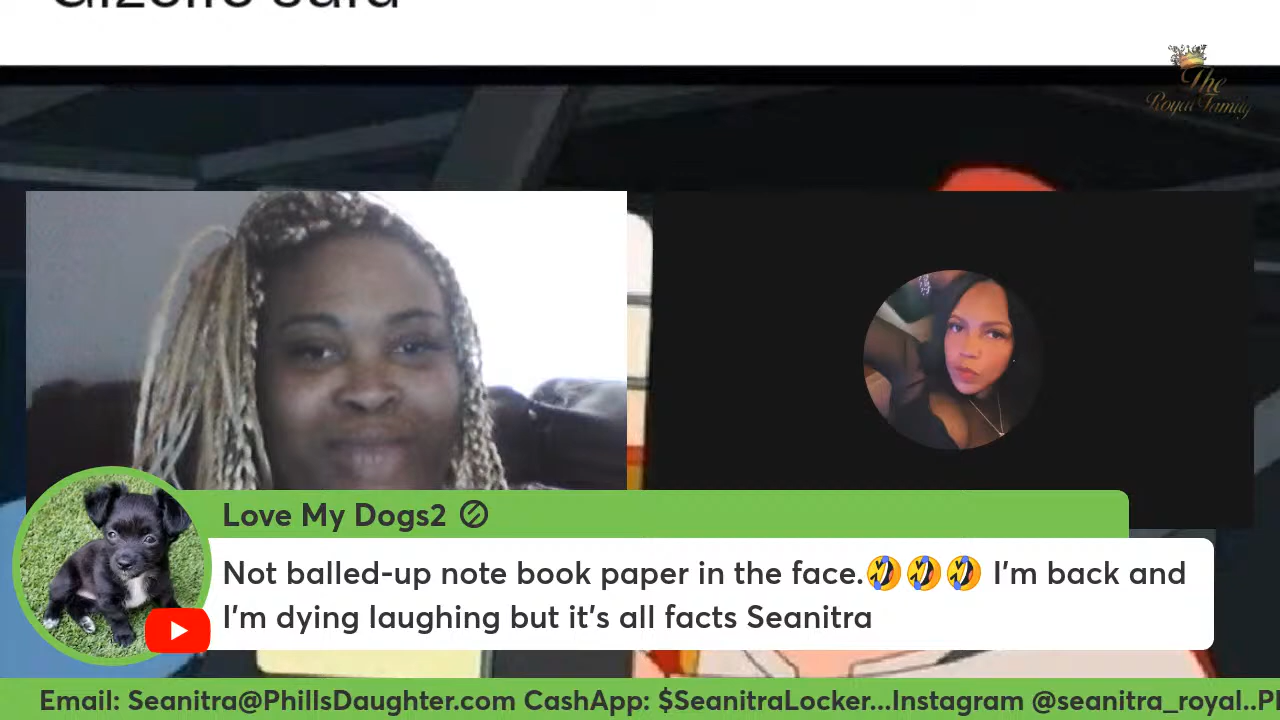 The
Royal Family
Love My Dogs2
Not balled-up note book paper in the face.🤣🤣🤣 I'm back and
I'm dying laughing but it's all facts Seanitra
Email: Seanitra@PhillsDaughter.com CashApp: $SeanitraLocker...Instagram @seanitra_royal..Pl